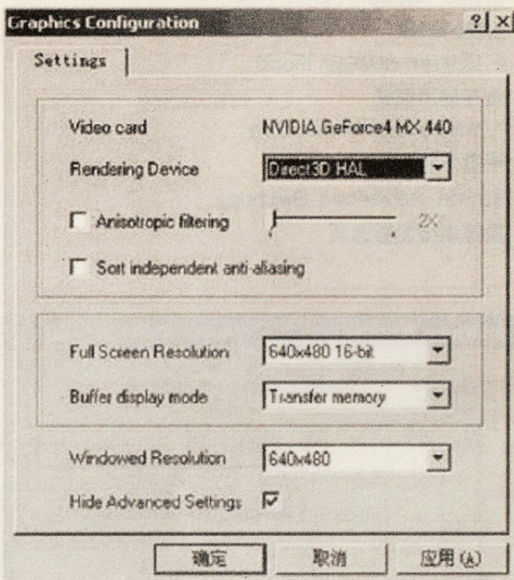 Graphics Configuration
Settings
Video card NVIDIA GeForce4 MX 440
Rendering Device Direct3D HAL
Anisotropic filtering 2X
Sort independent anti-aliasing
Full Screen Resolution 640x480 16-bit
Buffer display mode Transfer memory
Windowed Resolution 640x480
Hide Advanced Settings
确定 取消 应用(A)